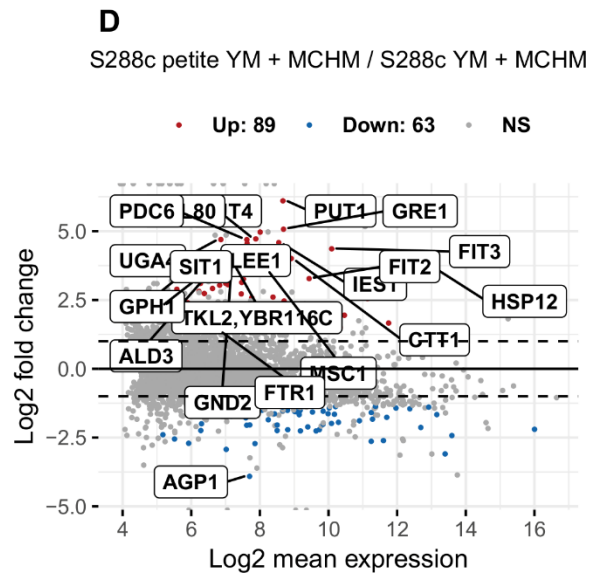 D
S288c petite YM + MCHM / S288c YM + MCHM
Up: 89 Down: 63 NS
PDC6 80 T4 PUT1 GRE1
FIT3
UGA SIT1 LEE1 FIT2
HSP12
GPH1
TKL2,YBR116C
CTT1
ALD3
MSC1
GND2 FTR1
AGP1
Log2 fold change
5.0
2.5
0.0
−2.5
−5.0
4 6 8 10 12 14 16
Log2 mean expression